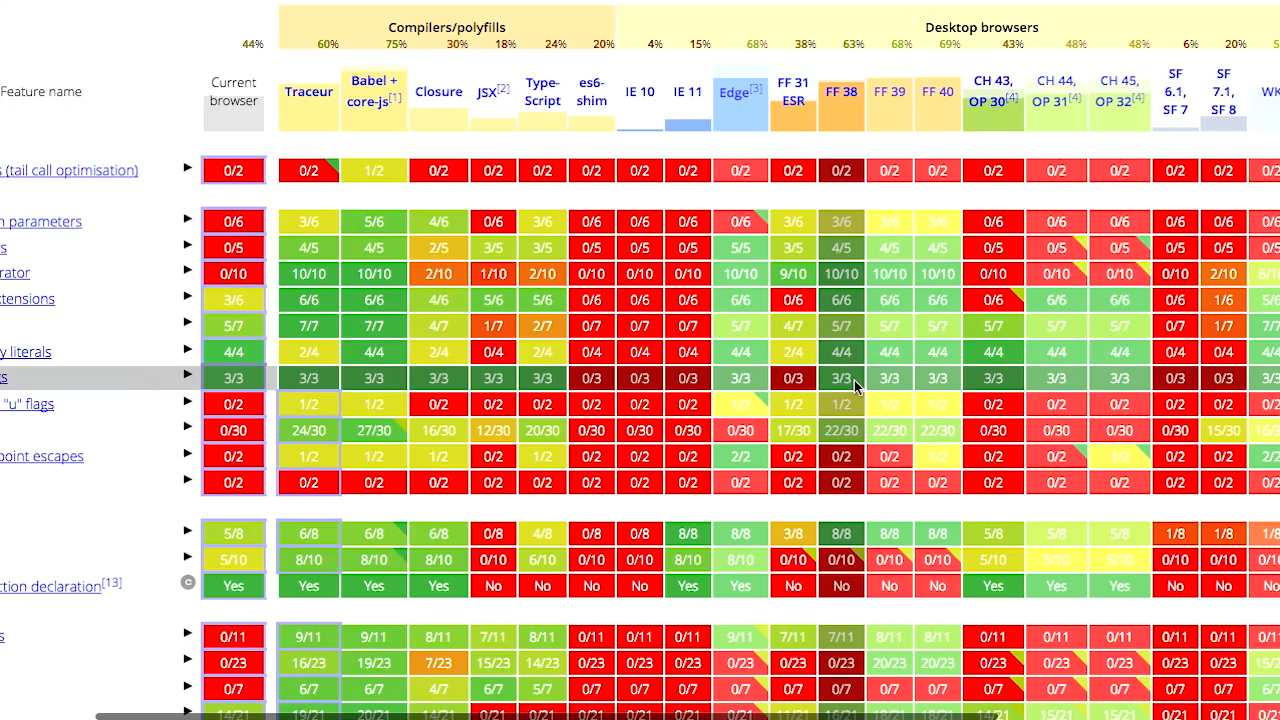 Compilers/polyfills Desktop browsers
44% 60% 75% 30% 18% 24% 20% 4% 15% 68% 38% 63% 68% 69% 43% 48% 48% 6% 20%
Feature name Current browser Traceur Babel + core-js[1] Closure JSX[2] Type-Script es6-shim IE 10 IE 11 Edge[3] FF 31 ESR FF 38 FF 39 FF 40 CH 43, OP 30[4] CH 44, OP 31[4] CH 45, OP 32[4] SF 6.1, SF 7 SF 7.1, SF 8 WK
(tail call optimisation) 0/2 0/2 1/2 0/2 0/2 0/2 0/2 0/2 0/2 0/2 0/2 0/2 0/2 0/2 0/2 0/2 0/2 0/2 0/2 0/2
parameters 0/6 3/6 5/6 4/6 0/6 3/6 0/6 0/6 0/6 0/6 3/6 3/6 3/6 3/6 0/6 0/6 0/6 0/6 0/6 0/6
0/5 4/5 4/5 2/5 3/5 3/5 0/5 0/5 0/5 5/5 3/5 4/5 4/5 4/5 0/5 0/5 0/5 0/5 0/5
0/10 10/10 10/10 2/10 1/10 2/10 0/10 0/10 0/10 10/10 9/10 10/10 10/10 10/10 0/10 0/10 0/10 0/10 2/10
3/6 6/6 6/6 4/6 5/6 5/6 0/6 0/6 0/6 6/6 0/6 6/6 6/6 6/6 0/6 6/6 6/6 0/6 1/6 6/6
5/7 7/7 7/7 4/7 1/7 2/7 0/7 0/7 0/7 5/7 4/7 5/7 5/7 5/7 5/7 5/7 5/7 0/7 1/7 7/7
literals 4/4 2/4 4/4 2/4 0/4 2/4 0/4 0/4 0/4 4/4 2/4 4/4 4/4 4/4 4/4 4/4 4/4 0/4 0/4 4/4
3/3 3/3 3/3 3/3 3/3 3/3 0/3 0/3 0/3 3/3 0/3 3/3 3/3 3/3 3/3 3/3 3/3 0/3 0/3 3/3
"u" flags 0/2 1/2 1/2 0/2 0/2 0/2 0/2 0/2 0/2 1/2 1/2 1/2 1/2 1/2 0/2 0/2 0/2 0/2 0/2 0/2
0/30 24/30 27/30 16/30 12/30 20/30 0/30 0/30 0/30 0/30 17/30 22/30 22/30 22/30 0/30 0/30 0/30 0/30 15/30
point escapes 0/2 1/2 1/2 1/2 0/2 1/2 0/2 0/2 0/2 2/2 0/2 0/2 0/2 1/2 0/2 0/2 1/2 0/2 0/2 2/2
0/2 0/2 0/2 0/2 0/2 0/2 0/2 0/2 0/2 0/2 0/2 0/2 0/2 0/2 0/2 0/2 0/2 0/2 0/2 0/2
5/8 6/8 6/8 6/8 0/8 4/8 0/8 0/8 8/8 8/8 3/8 8/8 8/8 8/8 5/8 5/8 5/8 1/8 1/8 1/8
5/10 8/10 8/10 8/10 0/10 6/10 0/10 0/10 8/10 8/10 0/10 0/10 0/10 0/10 5/10 5/10 5/10 0/10 0/10
declaration[13] C Yes Yes Yes Yes No No No No Yes Yes No No No No Yes Yes Yes No No No
0/11 9/11 9/11 8/11 7/11 8/11 0/11 0/11 0/11 9/11 7/11 7/11 8/11 8/11 0/11 0/11 0/11 0/11 0/11
0/23 16/23 19/23 7/23 15/23 14/23 0/23 0/23 0/23 0/23 0/23 0/23 20/23 20/23 0/23 0/23 0/23 0/23 0/23
0/7 6/7 6/7 4/7 6/7 5/7 0/7 0/7 0/7 0/7 0/7 0/7 0/7 0/7 0/7 0/7 0/7 0/7 0/7 6/7